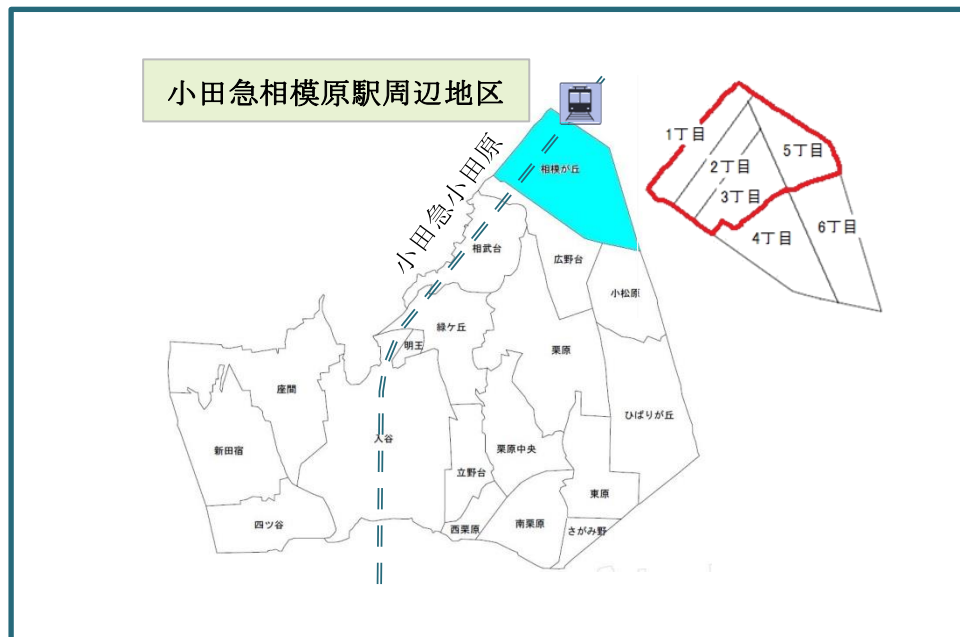 小田急相模原駅周辺地区
小田急小田原
相模が丘
1丁目
2丁目
3丁目
4丁目
5丁目
6丁目
相武台
広野台
小松原
緑ケ丘
明王
栗原
座間
ひばりが丘
入谷
新田宿
栗原中央
立野台
東原
四ツ谷
西栗原
南栗原
さがみ野